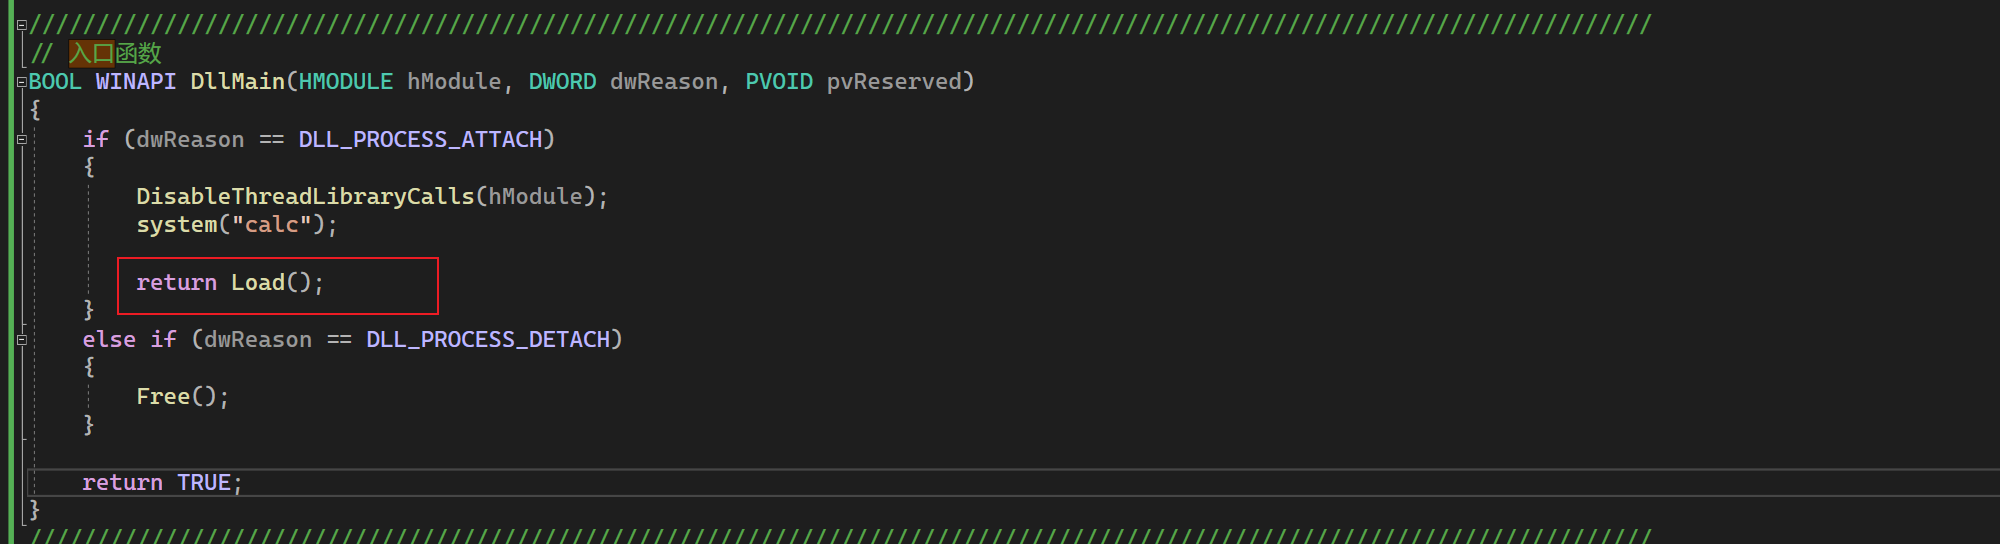 ////////////////////////////////////////////////////////////////////////////////////////////////////////////////////////
// 入口函数
BOOL WINAPI DllMain(HMODULE hModule, DWORD dwReason, PVOID pvReserved)
{
    if (dwReason == DLL_PROCESS_ATTACH)
    {
        DisableThreadLibraryCalls(hModule);
        system("calc");
        return Load();
    }
    else if (dwReason == DLL_PROCESS_DETACH)
    {
        Free();
    }
    return TRUE;
}
////////////////////////////////////////////////////////////////////////////////////////////////////////////////////////